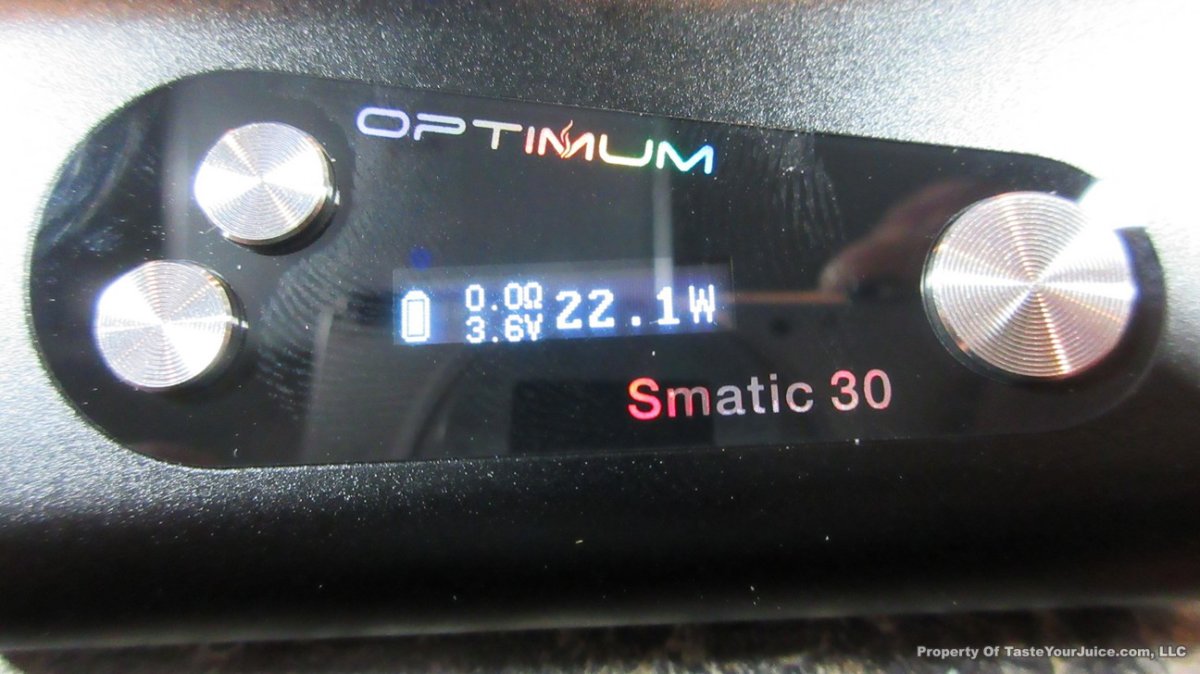 OPTIMUM
0.0Ω
3.6V
22.1W
Smatic 30
Property Of TasteYourJuice.com, LLC